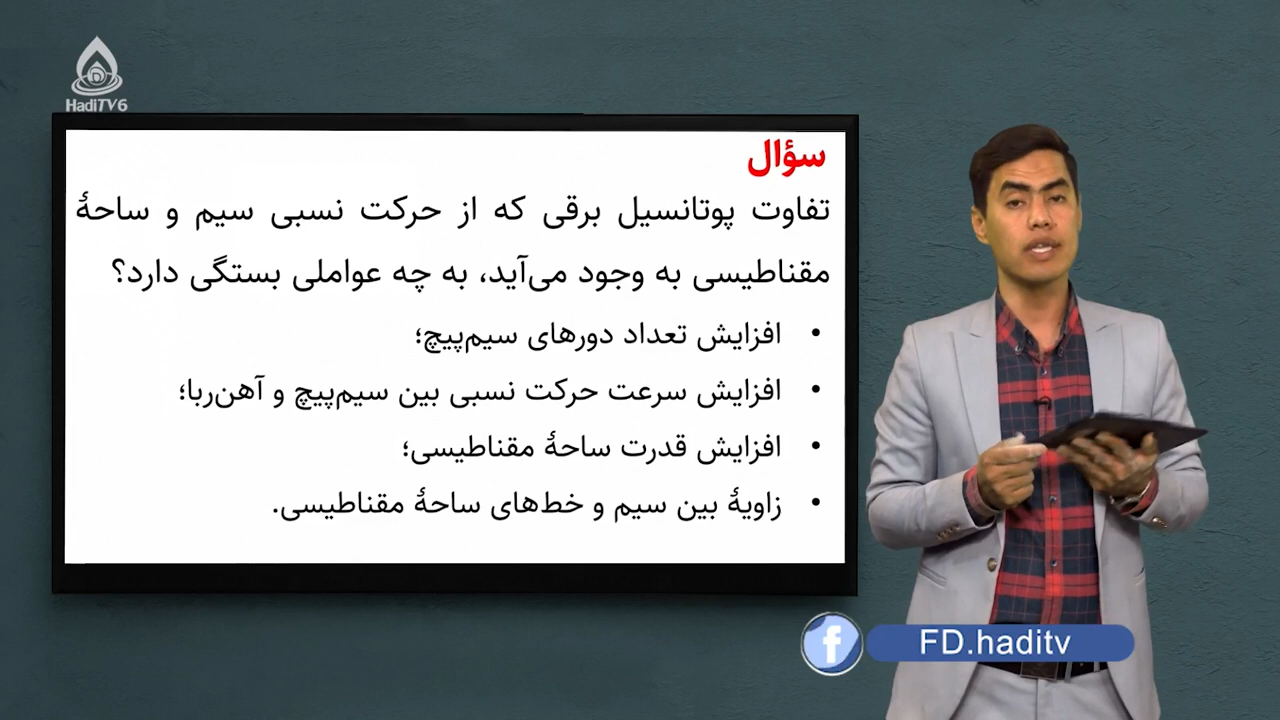 HadiTV6
سؤال
تفاوت پوتانسیل برقی که از حرکت نسبی سیم و ساحهٔ
مقناطیسی به وجود می‌آید، به چه عواملی بستگی دارد؟
• افزایش تعداد دورهای سیم‌پیچ؛
• افزایش سرعت حرکت نسبی بین سیم‌پیچ و آهن‌ربا؛
• افزایش قدرت ساحهٔ مقناطیسی؛
• زاویهٔ بین سیم و خط‌های ساحهٔ مقناطیسی.
f FD.haditv